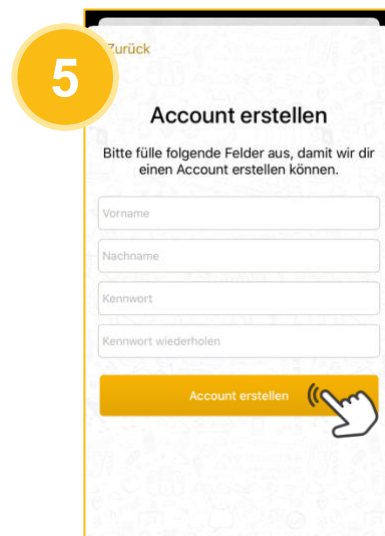 5
Zurück
Account erstellen
Bitte fülle folgende Felder aus, damit wir dir
einen Account erstellen können.
Vorname
Nachname
Kennwort
Kennwort wiederholen
Account erstellen